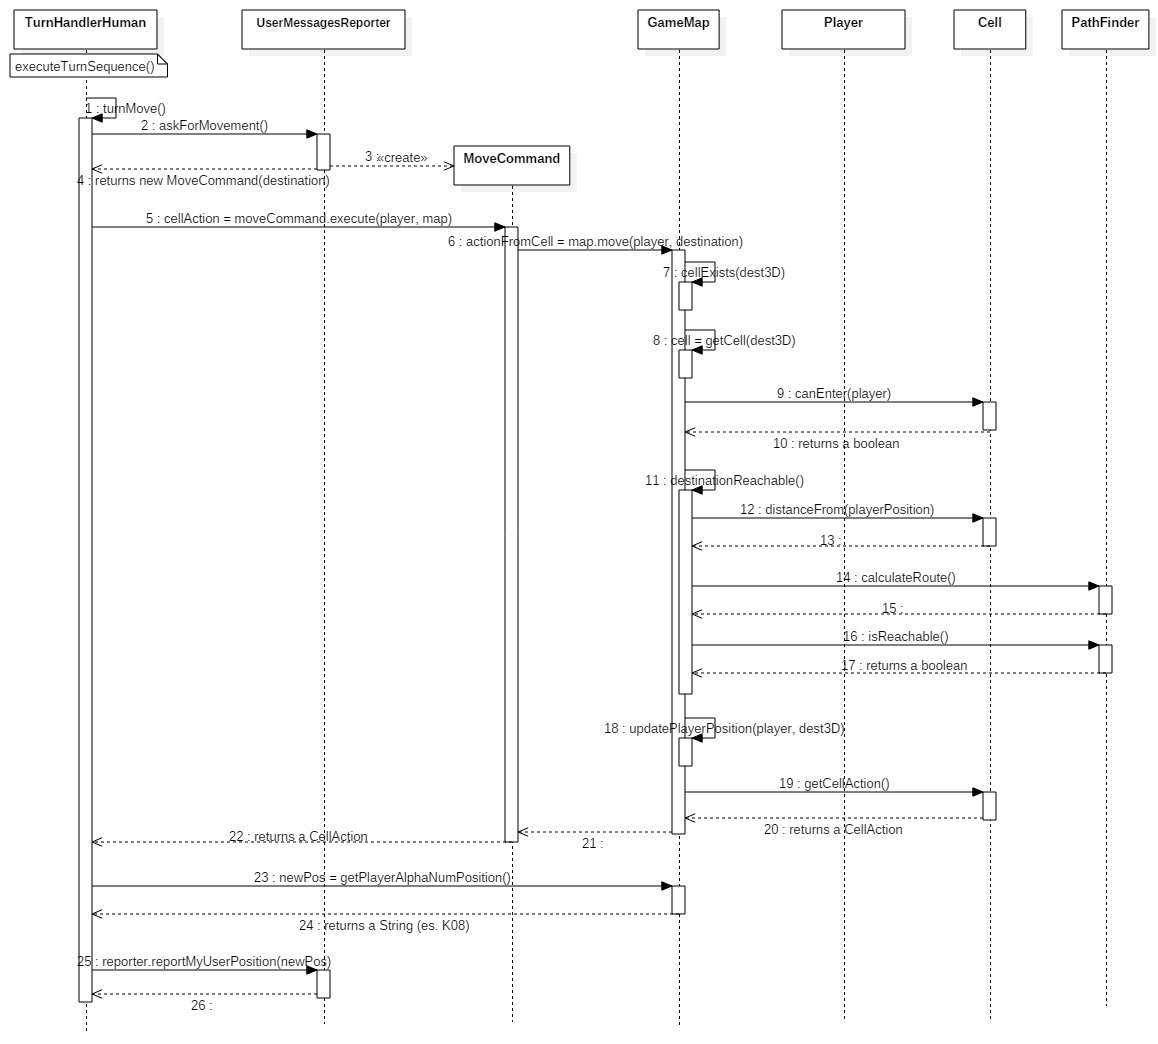 TurnHandlerHuman
UserMessagesReporter
GameMap
Player
Cell
PathFinder
executeTurnSequence()
1 : turnMove()
2 : askForMovement()
3 : «create»
MoveCommand
4 : returns new MoveCommand(destination)
5 : cellAction = moveCommand.execute(player, map)
6 : actionFromCell = map.move(player, destination)
7 : cellExists(dest3D)
8 : cell = getCell(dest3D)
9 : canEnter(player)
10 : returns a boolean
11 : destinationReachable()
12 : distanceFrom(playerPosition)
13 :
14 : calculateRoute()
15 :
16 : isReachable()
17 : returns a boolean
18 : updatePlayerPosition(player, dest3D)
19 : getCellAction()
20 : returns a CellAction
21 :
22 : returns a CellAction
23 : newPos = getPlayerAlphaNumPosition()
24 : returns a String (es. K08)
25 : reporter.reportMyUserPosition(newPos)
26 :